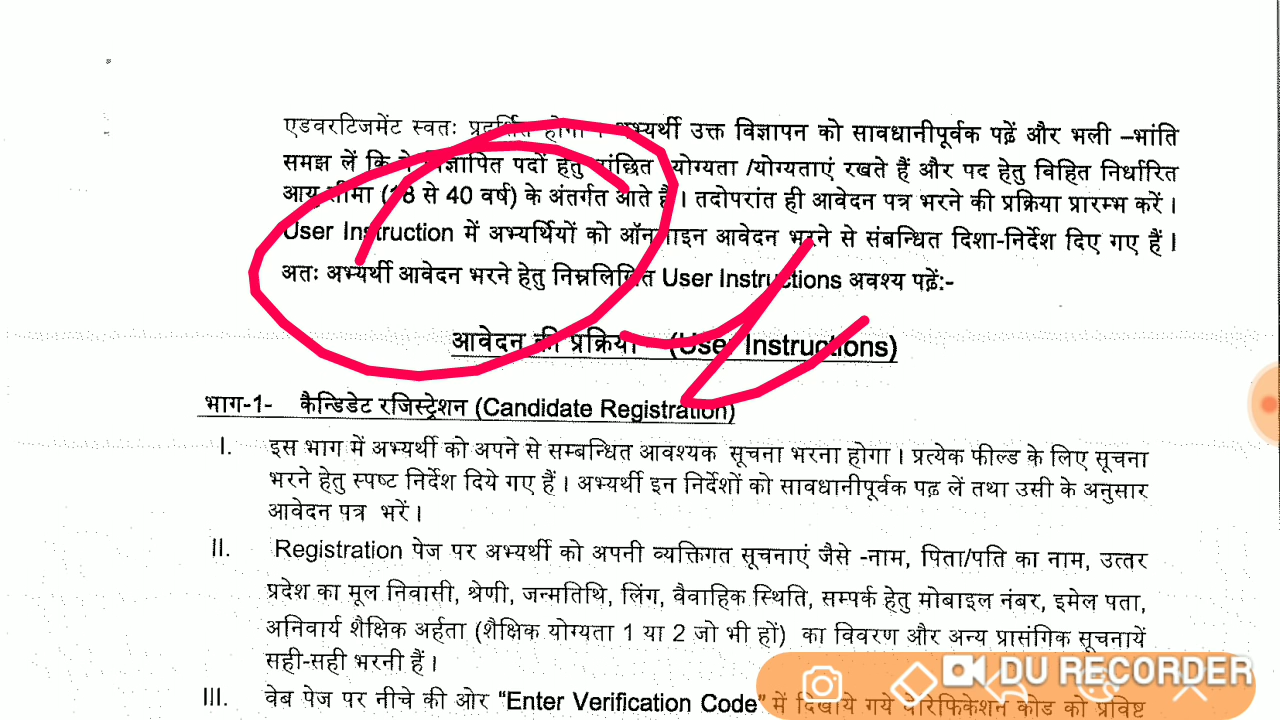 एडवरटिजमेंट स्वतः प्रदर्शित होगा । अभ्यर्थी उक्त विज्ञापन को सावधानीपूर्वक पढ़ें और भली –भांति
समझ लें कि वे विज्ञापित पदों हेतु वांछित योग्यता /योग्यताएं रखते हैं और पद हेतु विहित निर्धारित
आयु सीमा (18 से 40 वर्ष) के अंतर्गत आते हैं । तदोपरांत ही आवेदन पत्र भरने की प्रक्रिया प्रारम्भ करें ।
User Instruction में अभ्यर्थियों को ऑनलाइन आवेदन भरने से संबन्धित दिशा-निर्देश दिए गए हैं ।
अतः अभ्यर्थी आवेदन भरने हेतु निम्नलिखित User Instructions अवश्य पढ़ें:-
आवेदन की प्रक्रिया (User Instructions)
भाग-1- कैन्डिडेट रजिस्ट्रेशन (Candidate Registration)
I. इस भाग में अभ्यर्थी को अपने से सम्बन्धित आवश्यक सूचना भरना होगा । प्रत्येक फील्ड के लिए सूचना
भरने हेतु स्पष्ट निर्देश दिये गए हैं । अभ्यर्थी इन निर्देशों को सावधानीपूर्वक पढ़ लें तथा उसी के अनुसार
आवेदन पत्र भरें ।
II. Registration पेज पर अभ्यर्थी को अपनी व्यक्तिगत सूचनाएं जैसे -नाम, पिता/पति का नाम, उत्तर
प्रदेश का मूल निवासी, श्रेणी, जन्मतिथि, लिंग, वैवाहिक स्थिति, सम्पर्क हेतु मोबाइल नंबर, इमेल पता,
अनिवार्य शैक्षिक अर्हता (शैक्षिक योग्यता 1 या 2 जो भी हों) का विवरण और अन्य प्रासंगिक सूचनायें
सही-सही भरनी हैं ।
III. वेब पेज पर नीचे की ओर “Enter Verification Code” में दिखाये गये वेरिफिकेशन कोड को प्रविष्ट
DU RECORDER